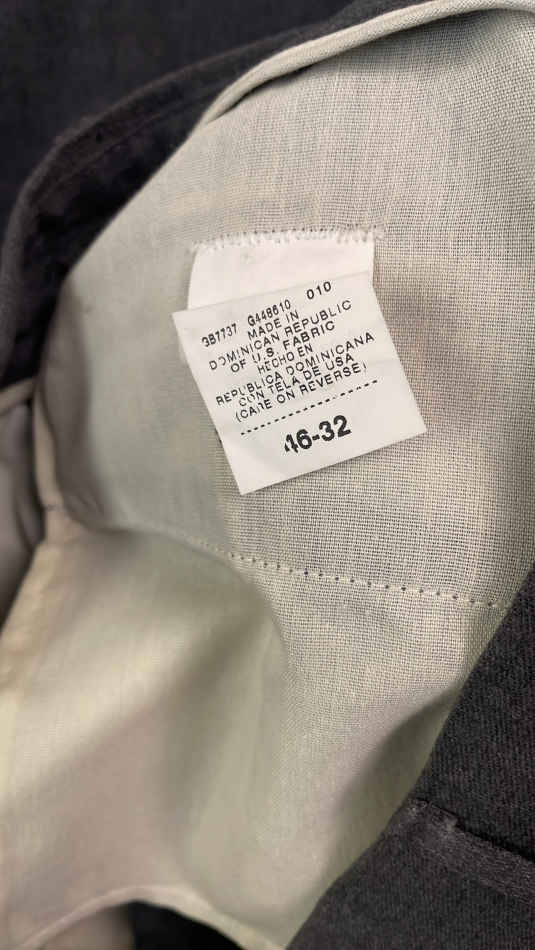 3B7737 G448610 010
MADE IN
DOMINICAN REPUBLIC
OF U.S. FABRIC
HECHO EN
REPUBLICA DOMINICANA
CON TELA DE USA
(CARE ON REVERSE)
46-32